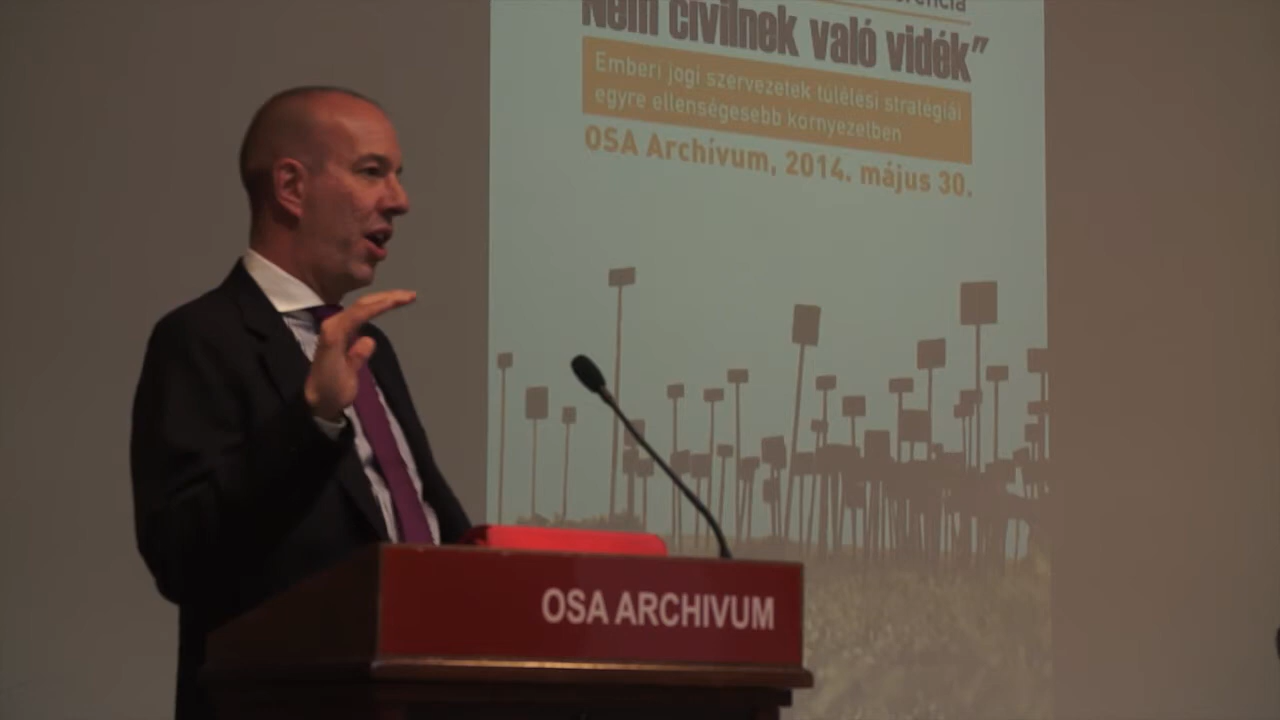 Nem civilnek való vidék"
Emberi jogi szervezetek túlélési stratégiái
egyre ellenségesebb környezetben
OSA Archívum, 2014. május 30.
OSA ARCHIVUM